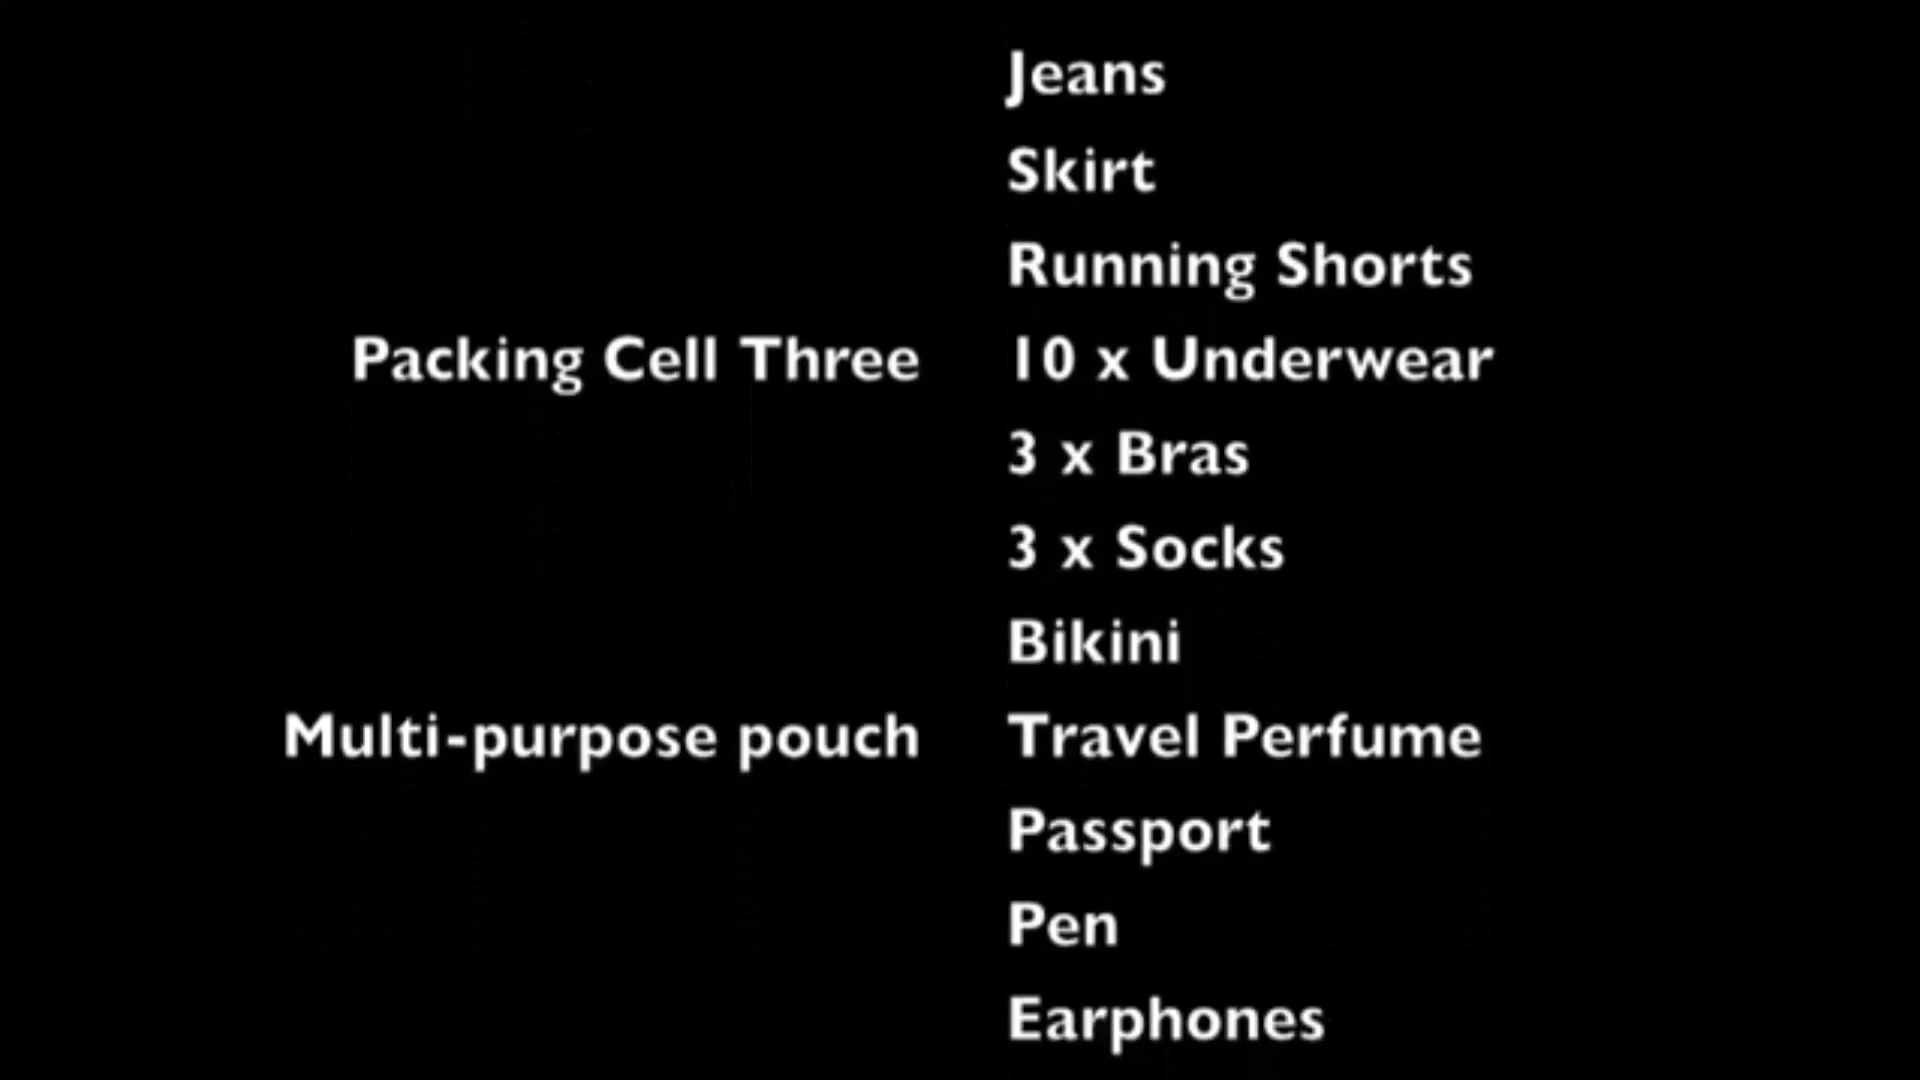 Jeans
Skirt
Running Shorts
Packing Cell Three 10 x Underwear
3 x Bras
3 x Socks
Bikini
Multi-purpose pouch Travel Perfume
Passport
Pen
Earphones